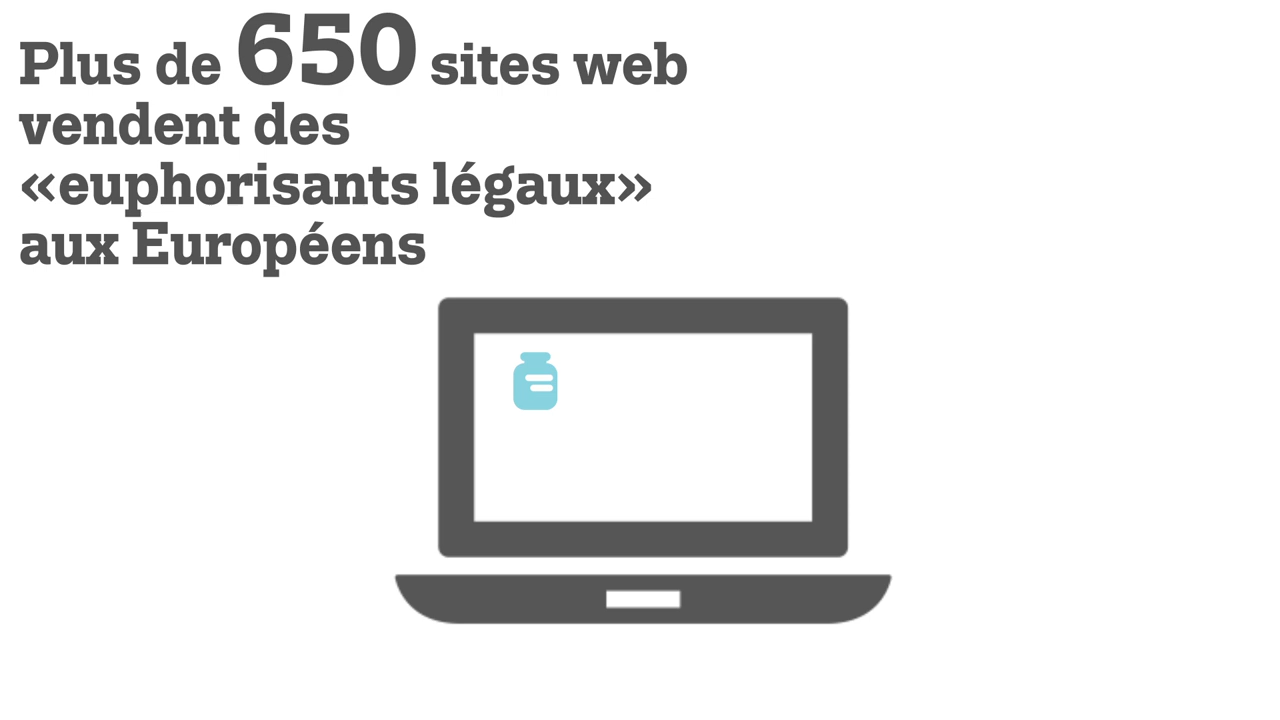 Plus de 650 sites web
vendent des
«euphorisants légaux»
aux Européens